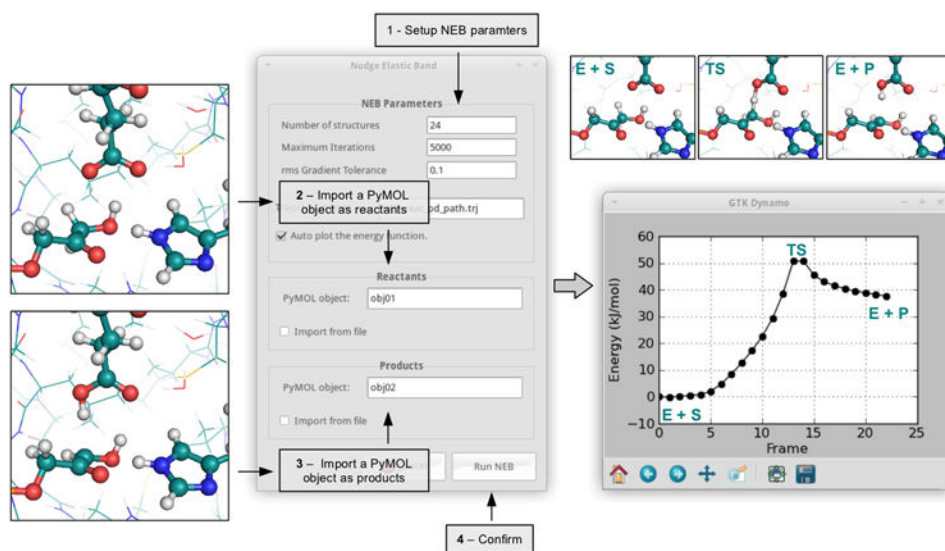 1 - Setup NEB paramters
Nudge Elastic Band
NEB Parameters
Number of structures 24
Maximum Iterations 5000
rms Gradient Tolerance 0.1
2 – Import a PyMOL
object as reactants
od_path.trj
Auto plot the energy function.
Reactants
PyMOL object: obj01
Import from file
Products
PyMOL object: obj02
Import from file
3 – Import a PyMOL
object as products
Run NEB
4 – Confirm
E + S
TS
E + P
GTK Dynamo
Energy (kJ/mol)
60
50
40
30
20
10
0
−10
TS
E + P
E + S
0 5 10 15 20 25
Frame